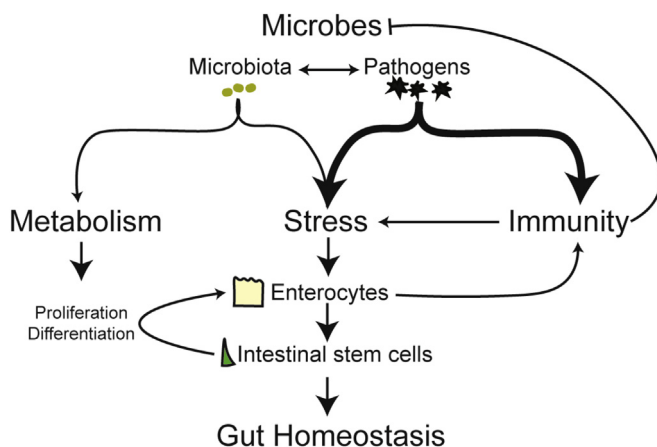 Microbes
Microbiota
Pathogens
Metabolism
Stress
Immunity
Enterocytes
Proliferation
Differentiation
Intestinal stem cells
Gut Homeostasis